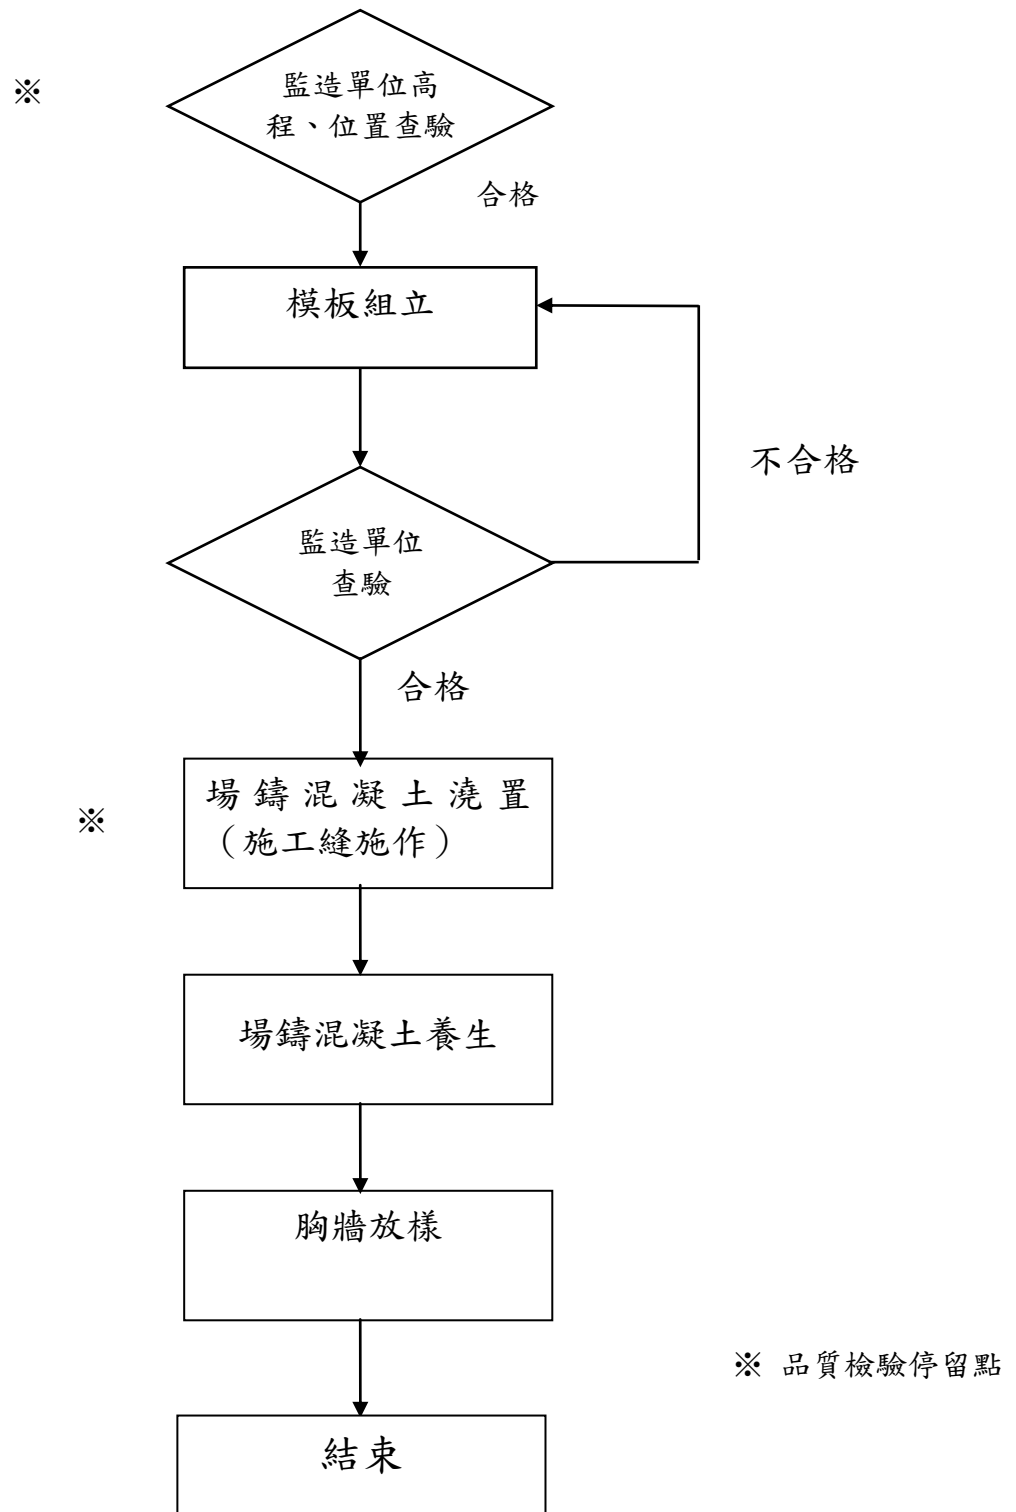 監造單位高
※
程、位置查驗
合格
模板組立
不合格
監造單位
查驗
合格
場鑄混凝土澆置
※
（施工縫施作）
場鑄混凝土養生
胸牆放樣
※ 品質檢驗停留點
結束